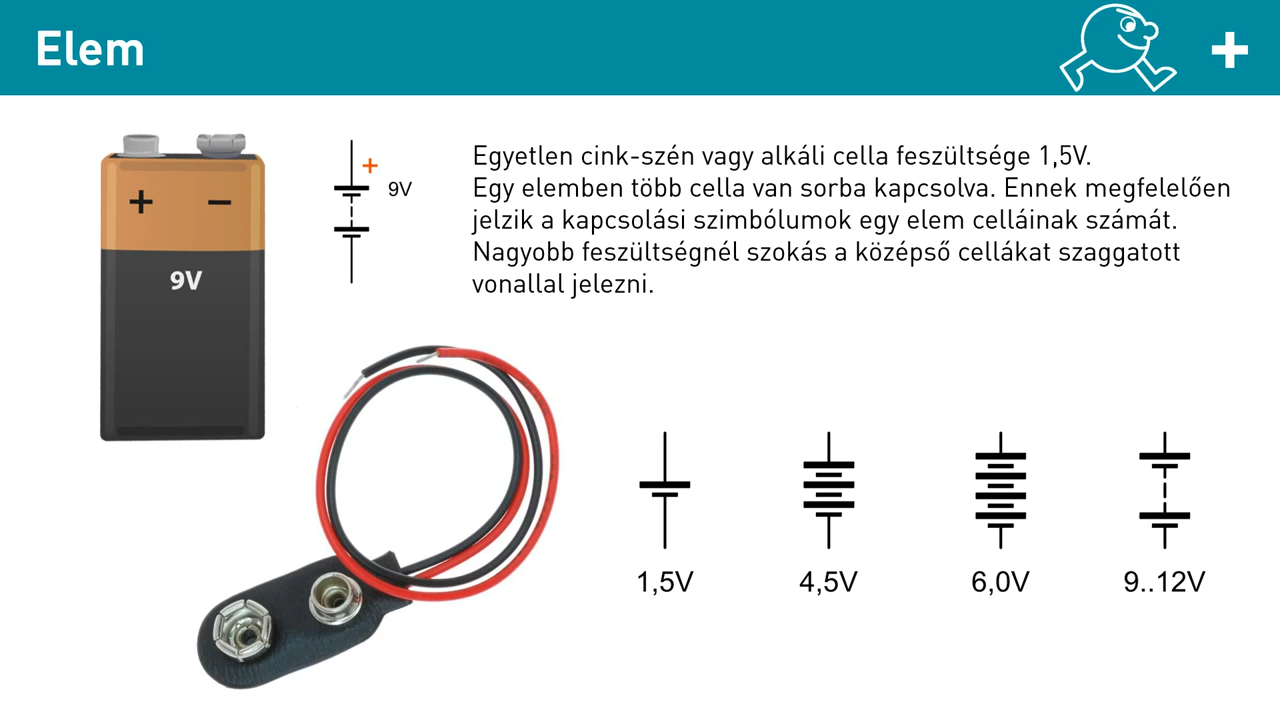 Elem
+
+ −
9V
+
9V
Egyetlen cink-szén vagy alkáli cella feszültsége 1,5V.
Egy elemben több cella van sorba kapcsolva. Ennek megfelelően
jelzik a kapcsolási szimbólumok egy elem celláinak számát.
Nagyobb feszültségnél szokás a középső cellákat szaggatott
vonallal jelezni.
1,5V 4,5V 6,0V 9..12V